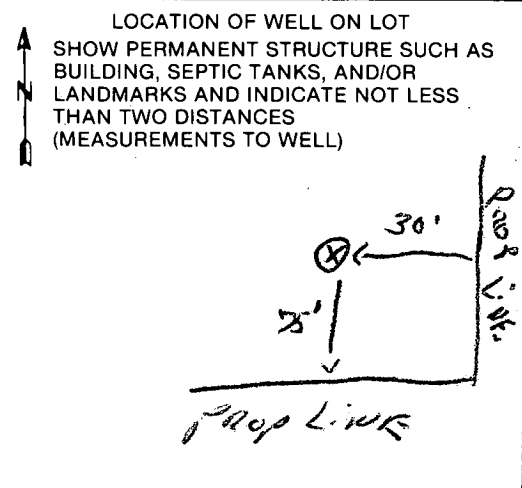 LOCATION OF WELL ON LOT
SHOW PERMANENT STRUCTURE SUCH AS
BUILDING, SEPTIC TANKS, AND/OR
N LANDMARKS AND INDICATE NOT LESS
THAN TWO DISTANCES
(MEASUREMENTS TO WELL)
30'
75'
Prop Line
Prop Line